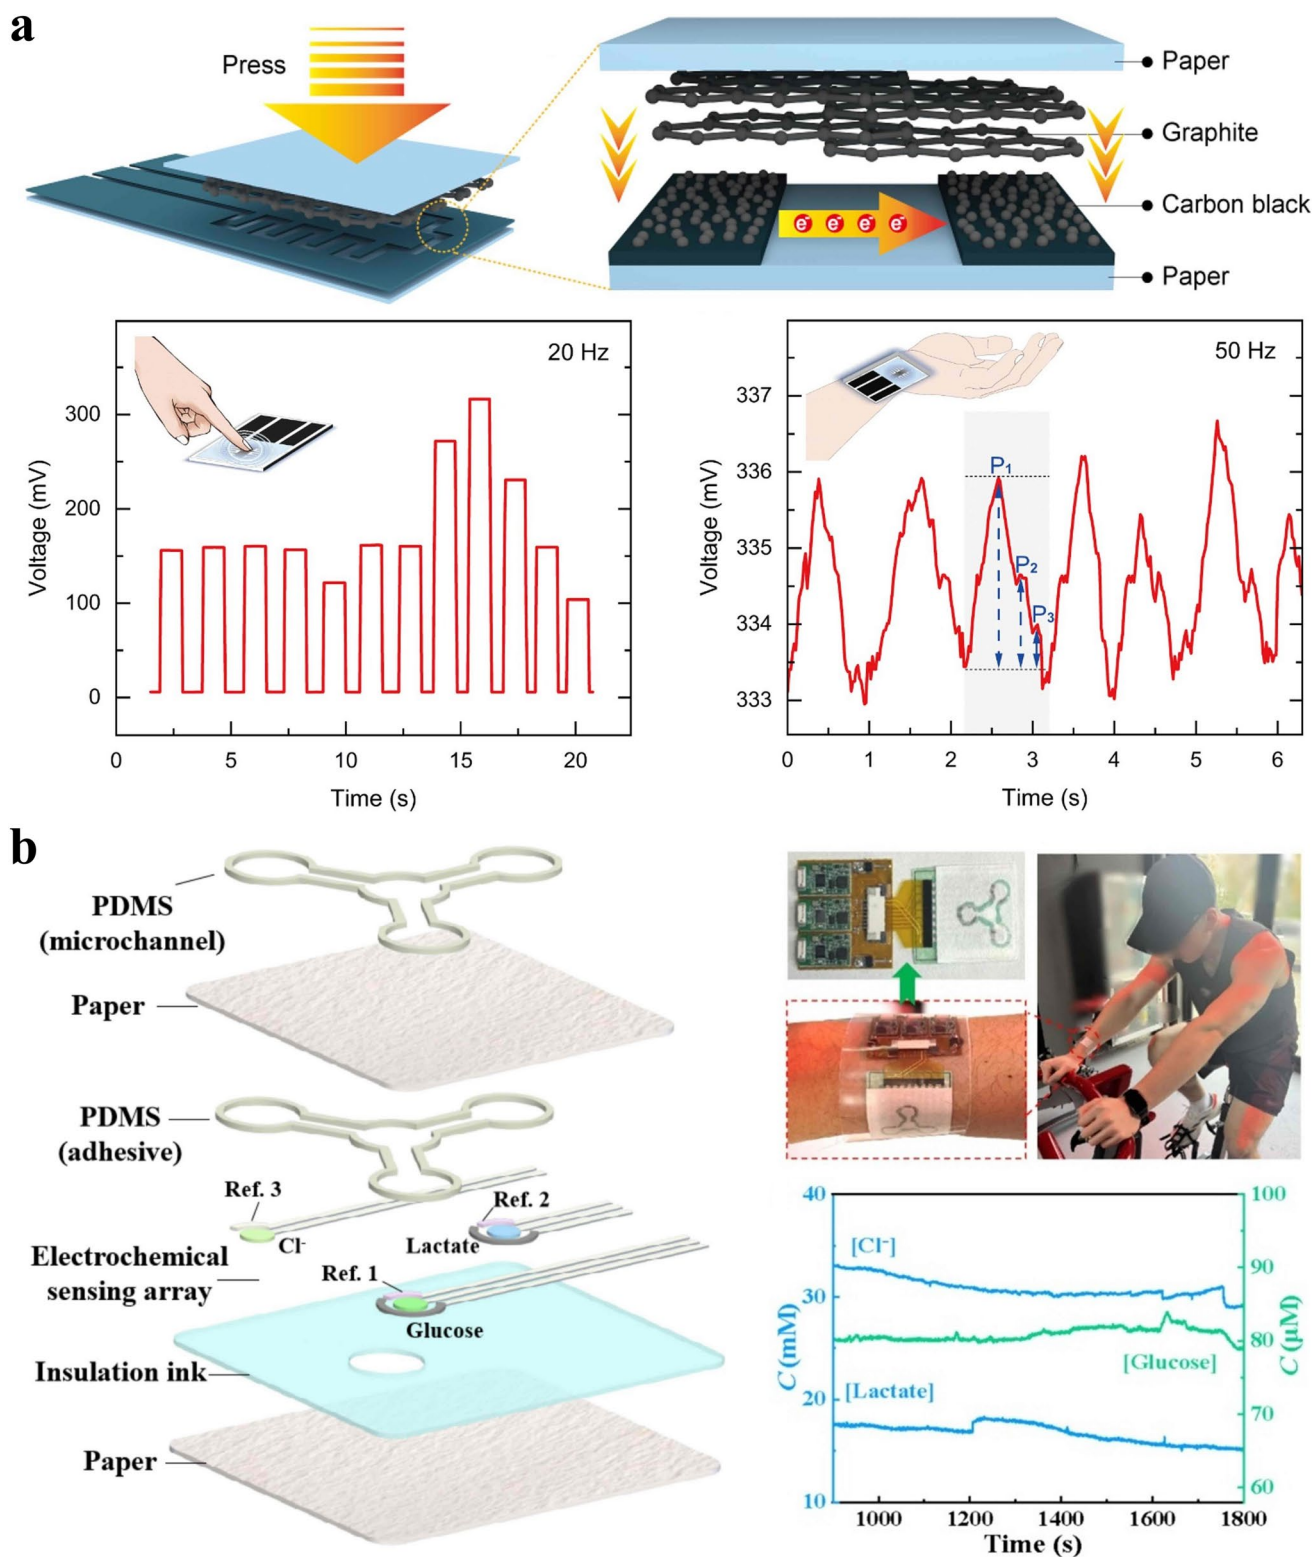 a
Press
Paper
Graphite
e- e- e- e-
Carbon black
Paper
20 Hz
Voltage (mV)
300
200
100
0
0 5 10 15 20
Time (s)
50 Hz
Voltage (mV)
337
336
335
334
333
P1
P2
P3
0 1 2 3 4 5 6
Time (s)
b
PDMS
(microchannel)
Paper
PDMS
(adhesive)
Ref. 3
Cl-
Ref. 2
Lactate
Electrochemical
sensing array
Ref. 1
Glucose
Insulation ink
Paper
C (mM)
40
30
20
10
[Cl-]
[Glucose]
[Lactate]
100
90
80
70
60
C (μM)
1000 1200 1400 1600 1800
Time (s)